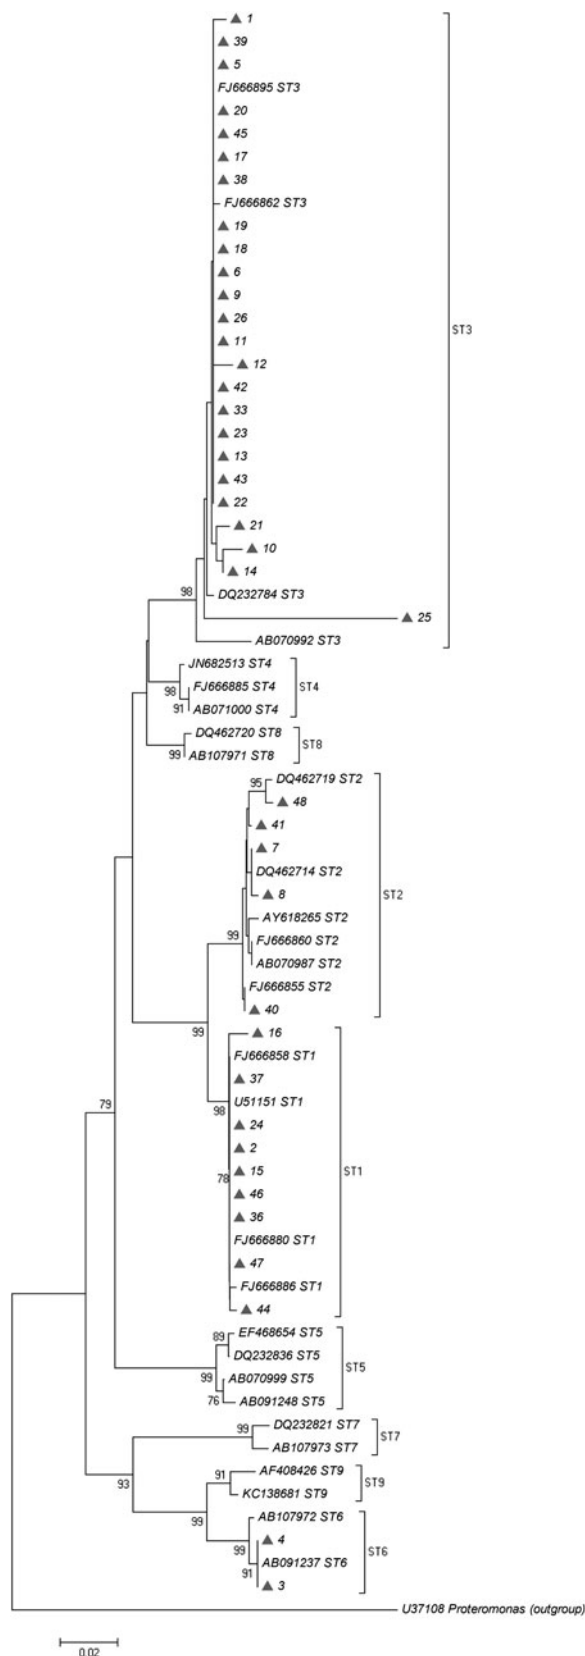 ▲ 1
▲ 39
▲ 5
FJ666895 ST3
▲ 20
▲ 45
▲ 17
▲ 38
FJ666862 ST3
▲ 19
▲ 18
▲ 6
▲ 9
▲ 26
ST3
▲ 11
▲ 12
▲ 42
▲ 33
▲ 23
▲ 13
▲ 43
▲ 22
▲ 21
▲ 10
▲ 14
98
DQ232784 ST3
▲ 25
AB070992 ST3
JN682513 ST4
98
FJ666885 ST4
ST4
91
AB071000 ST4
DQ462720 ST8
ST8
99
AB107971 ST8
95
DQ462719 ST2
▲ 48
▲ 41
▲ 7
DQ462714 ST2
▲ 8
ST2
AY618265 ST2
99
FJ666860 ST2
AB070987 ST2
FJ666855 ST2
▲ 40
99
▲ 16
FJ666858 ST1
▲ 37
79
98
U51151 ST1
▲ 24
▲ 2
78
▲ 15
ST1
▲ 46
▲ 36
FJ666880 ST1
▲ 47
FJ666886 ST1
▲ 44
89
EF468654 ST5
DQ232836 ST5
ST5
99
AB070999 ST5
76
AB091248 ST5
99
DQ232821 ST7
ST7
AB107973 ST7
93
91
AF408426 ST9
ST9
KC138681 ST9
99
AB107972 ST6
99
▲ 4
ST6
91
AB091237 ST6
▲ 3
U37108 Proteromonas (outgroup)
0.02